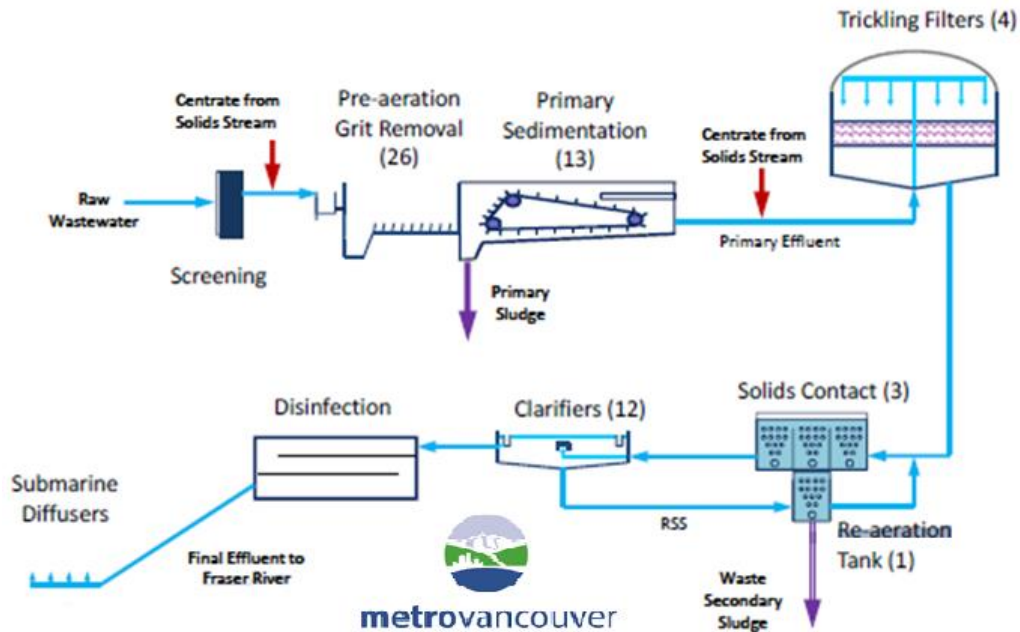 Trickling Filters (4)
Centrate from
Solids Stream
Pre-aeration
Grit Removal
(26)
Primary
Sedimentation
(13)
Centrate from
Solids Stream
Raw
Wastewater
Primary Effluent
Screening
Primary
Sludge
Disinfection
Clarifiers (12)
Solids Contact (3)
Submarine
Diffusers
RSS
Re-aeration
Tank (1)
Final Effluent to
Fraser River
Waste
Secondary
Sludge
metrovancouver